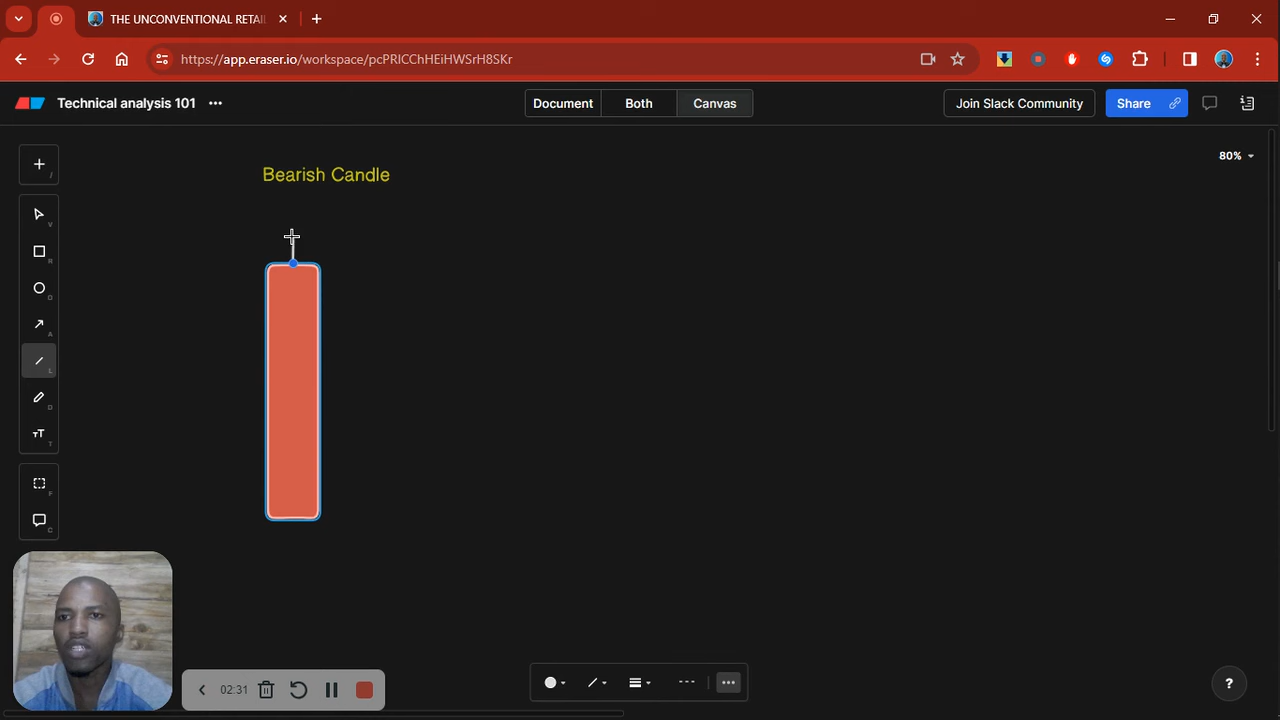 THE UNCONVENTIONAL RETAIL
https://app.eraser.io/workspace/pcPRICChHEiHWSrH8SKr
Technical analysis 101
Document
Both
Canvas
Join Slack Community
Share
/
80%
Bearish Candle
V
R
O
A
L
D
T
F
C
02:31
?